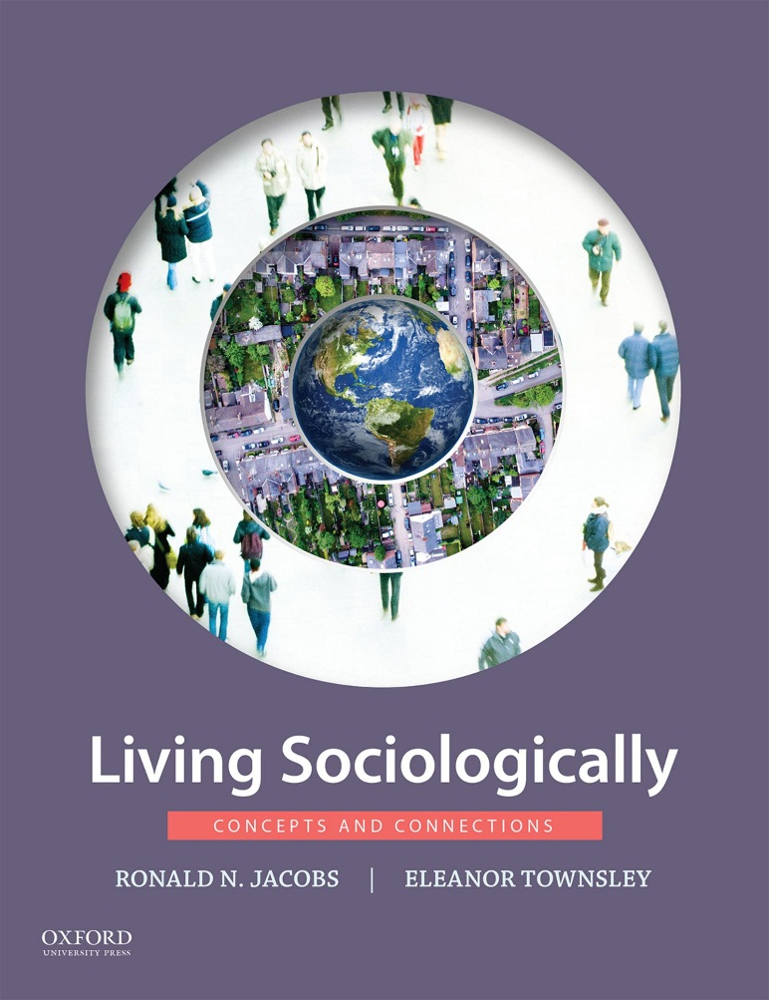 Living Sociologically
CONCEPTS AND CONNECTIONS
RONALD N. JACOBS | ELEANOR TOWNSLEY
OXFORD
UNIVERSITY PRESS